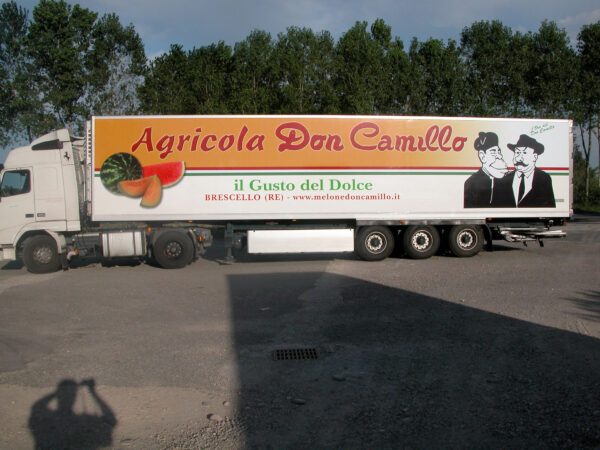 Agricola Don Camillo
il Gusto del Dolce
BRESCELLO (RE) - www.melonedoncamillo.it